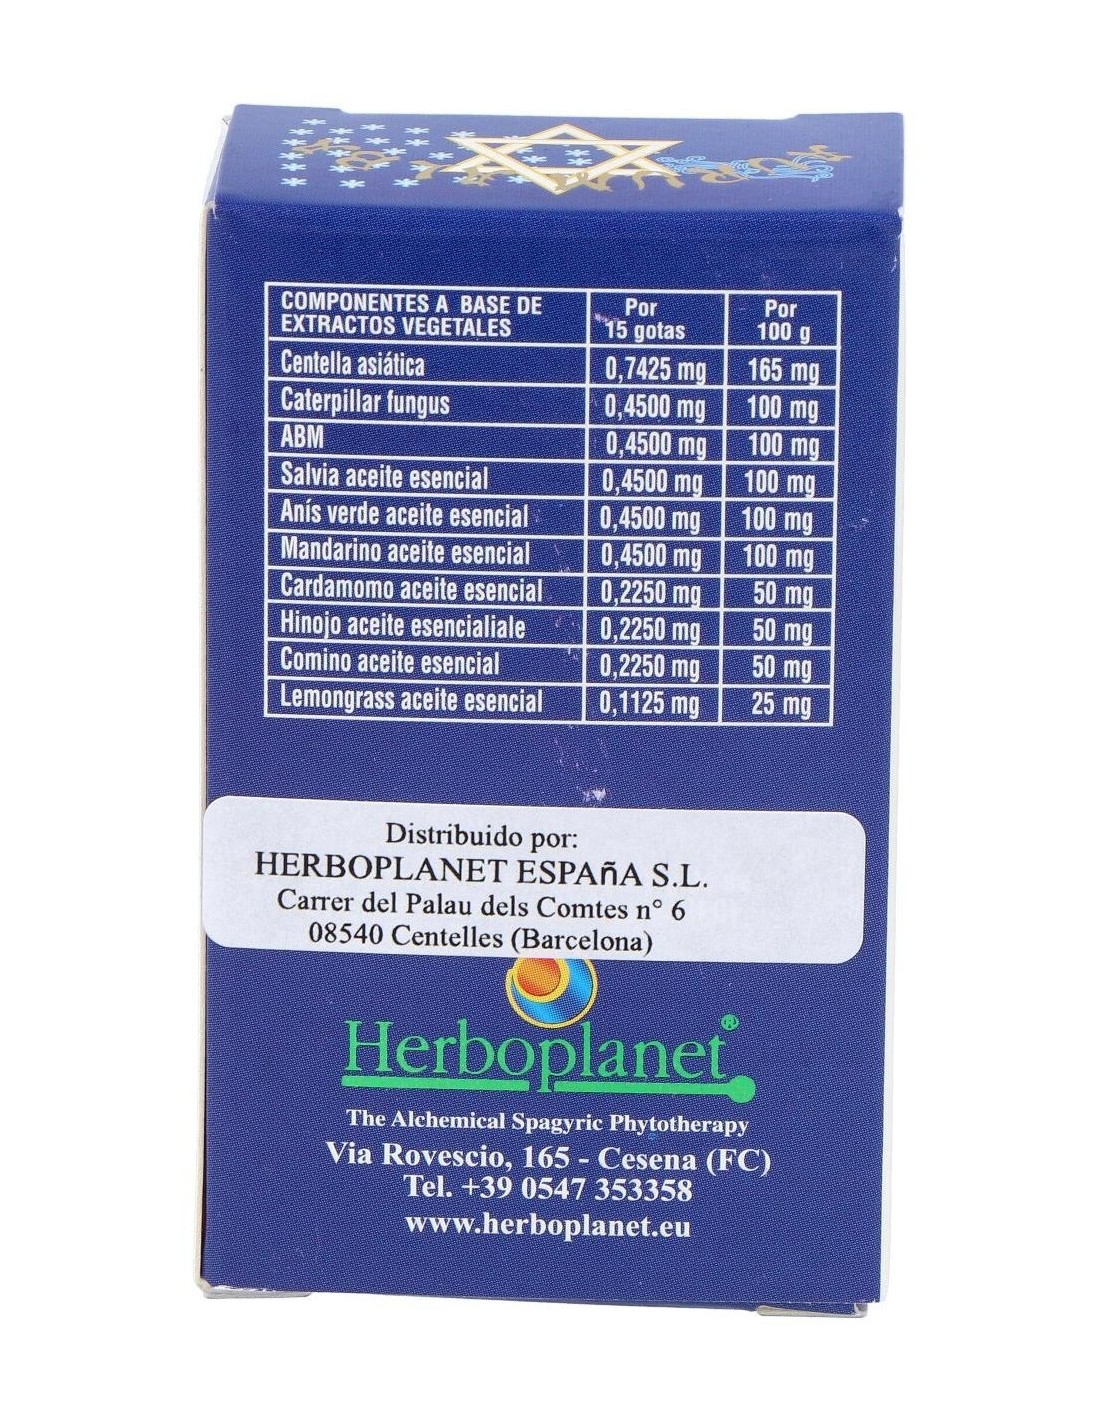 COMPONENTES A BASE DE
EXTRACTOS VEGETALES
Por
15 gotas
Por
100 g
Centella asiática 0,7425 mg 165 mg
Caterpillar fungus 0,4500 mg 100 mg
ABM 0,4500 mg 100 mg
Salvia aceite esencial 0,4500 mg 100 mg
Anís verde aceite esencial 0,4500 mg 100 mg
Mandarino aceite esencial 0,4500 mg 100 mg
Cardamomo aceite esencial 0,2250 mg 50 mg
Hinojo aceite esencialiale 0,2250 mg 50 mg
Comino aceite esencial 0,2250 mg 50 mg
Lemongrass aceite esencial 0,1125 mg 25 mg
Distribuido por:
HERBOPLANET ESPAñA S.L.
Carrer del Palau dels Comtes n° 6
08540 Centelles (Barcelona)
Herboplanet®
The Alchemical Spagyric Phytotherapy
Via Rovescio, 165 - Cesena (FC)
Tel. +39 0547 353358
www.herboplanet.eu